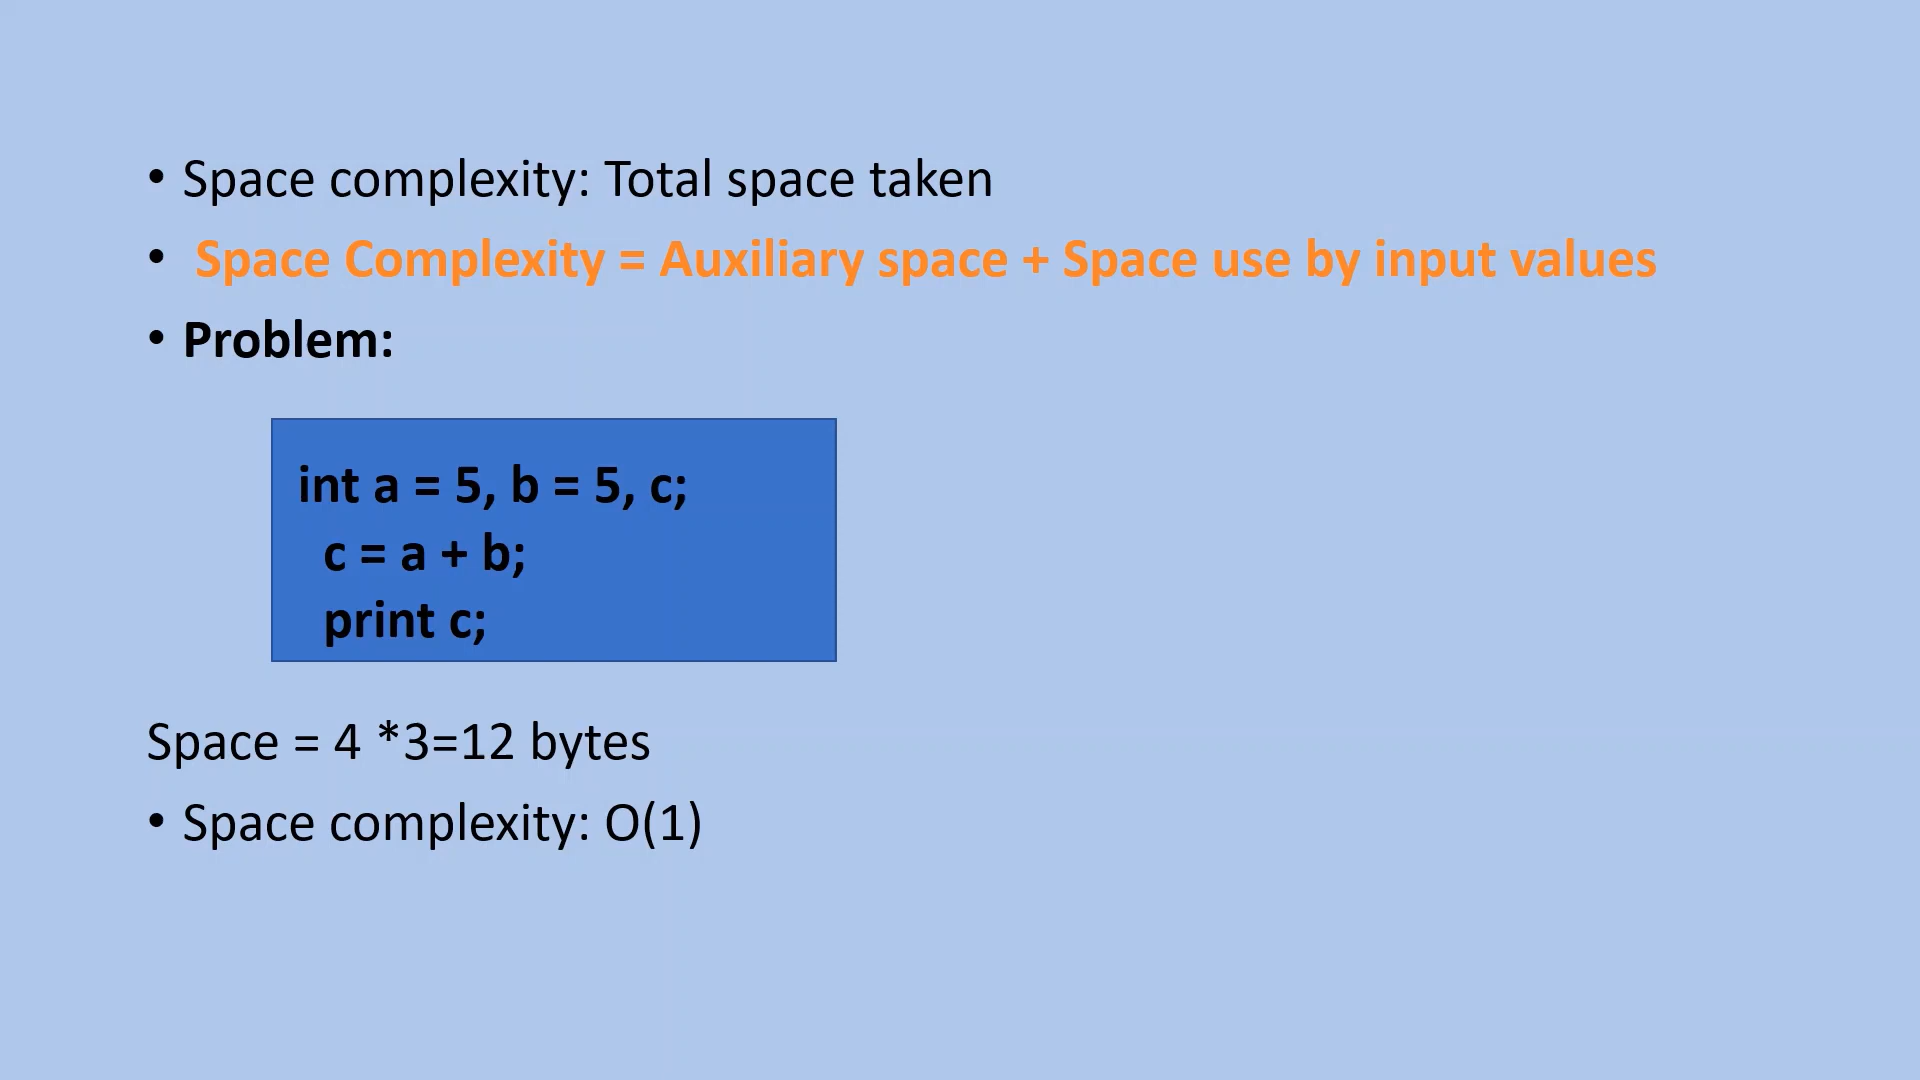 • Space complexity: Total space taken
• Space Complexity = Auxiliary space + Space use by input values
• Problem:
int a = 5, b = 5, c;
c = a + b;
print c;
Space = 4 *3=12 bytes
• Space complexity: O(1)